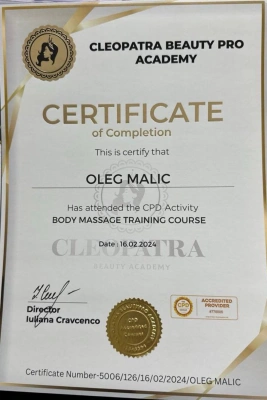 CLEOPATRA BEAUTY PRO
ACADEMY
CERTIFICATE
of Completion
This is certify that
OLEG MALIC
Has attended the CPD Activity
BODY MASSAGE TRAINING COURSE
CLEOPATRA
BEAUTY ACADEMY
Date : 16.02.2024
Director
Iuliana Cravcenco
CPD
ACCREDITED
PROVIDER
Certificate Number-5006/126/16/02/2024/OLEG MALIC